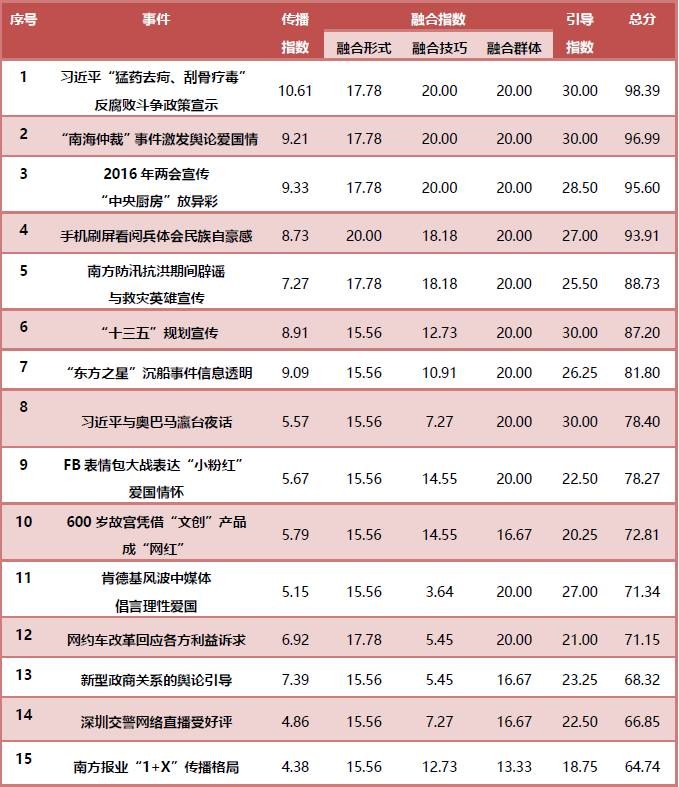 序号 事件 传播 融合指数 引导 总分
指数 融合形式 融合技巧 融合群体 指数
1 习近平“猛药去疴、刮骨疗毒” 10.61 17.78 20.00 20.00 30.00 98.39
反腐败斗争政策宣示
2 “南海仲裁”事件激发舆论爱国情 9.21 17.78 20.00 20.00 30.00 96.99
3 2016年两会宣传 9.33 17.78 20.00 20.00 28.50 95.60
“中央厨房”放异彩
4 手机刷屏看阅兵体会民族自豪感 8.73 20.00 18.18 20.00 27.00 93.91
5 南方防汛抗洪期间辟谣 7.27 17.78 18.18 20.00 25.50 88.73
与救灾英雄宣传
6 “十三五”规划宣传 8.91 15.56 12.73 20.00 30.00 87.20
7 “东方之星”沉船事件信息透明 9.09 15.56 10.91 20.00 26.25 81.80
8 习近平与奥巴马瀛台夜话 5.57 15.56 7.27 20.00 30.00 78.40
9 FB表情包大战表达“小粉红” 5.67 15.56 14.55 20.00 22.50 78.27
爱国情怀
10 600岁故宫凭借“文创”产品 5.79 15.56 14.55 16.67 20.25 72.81
成“网红”
11 肯德基风波中媒体 5.15 15.56 3.64 20.00 27.00 71.34
倡言理性爱国
12 网约车改革回应各方利益诉求 6.92 17.78 5.45 20.00 21.00 71.15
13 新型政商关系的舆论引导 7.39 15.56 5.45 16.67 23.25 68.32
14 深圳交警网络直播受好评 4.86 15.56 7.27 16.67 22.50 66.85
15 南方报业“1+X”传播格局 4.38 15.56 12.73 13.33 18.75 64.74